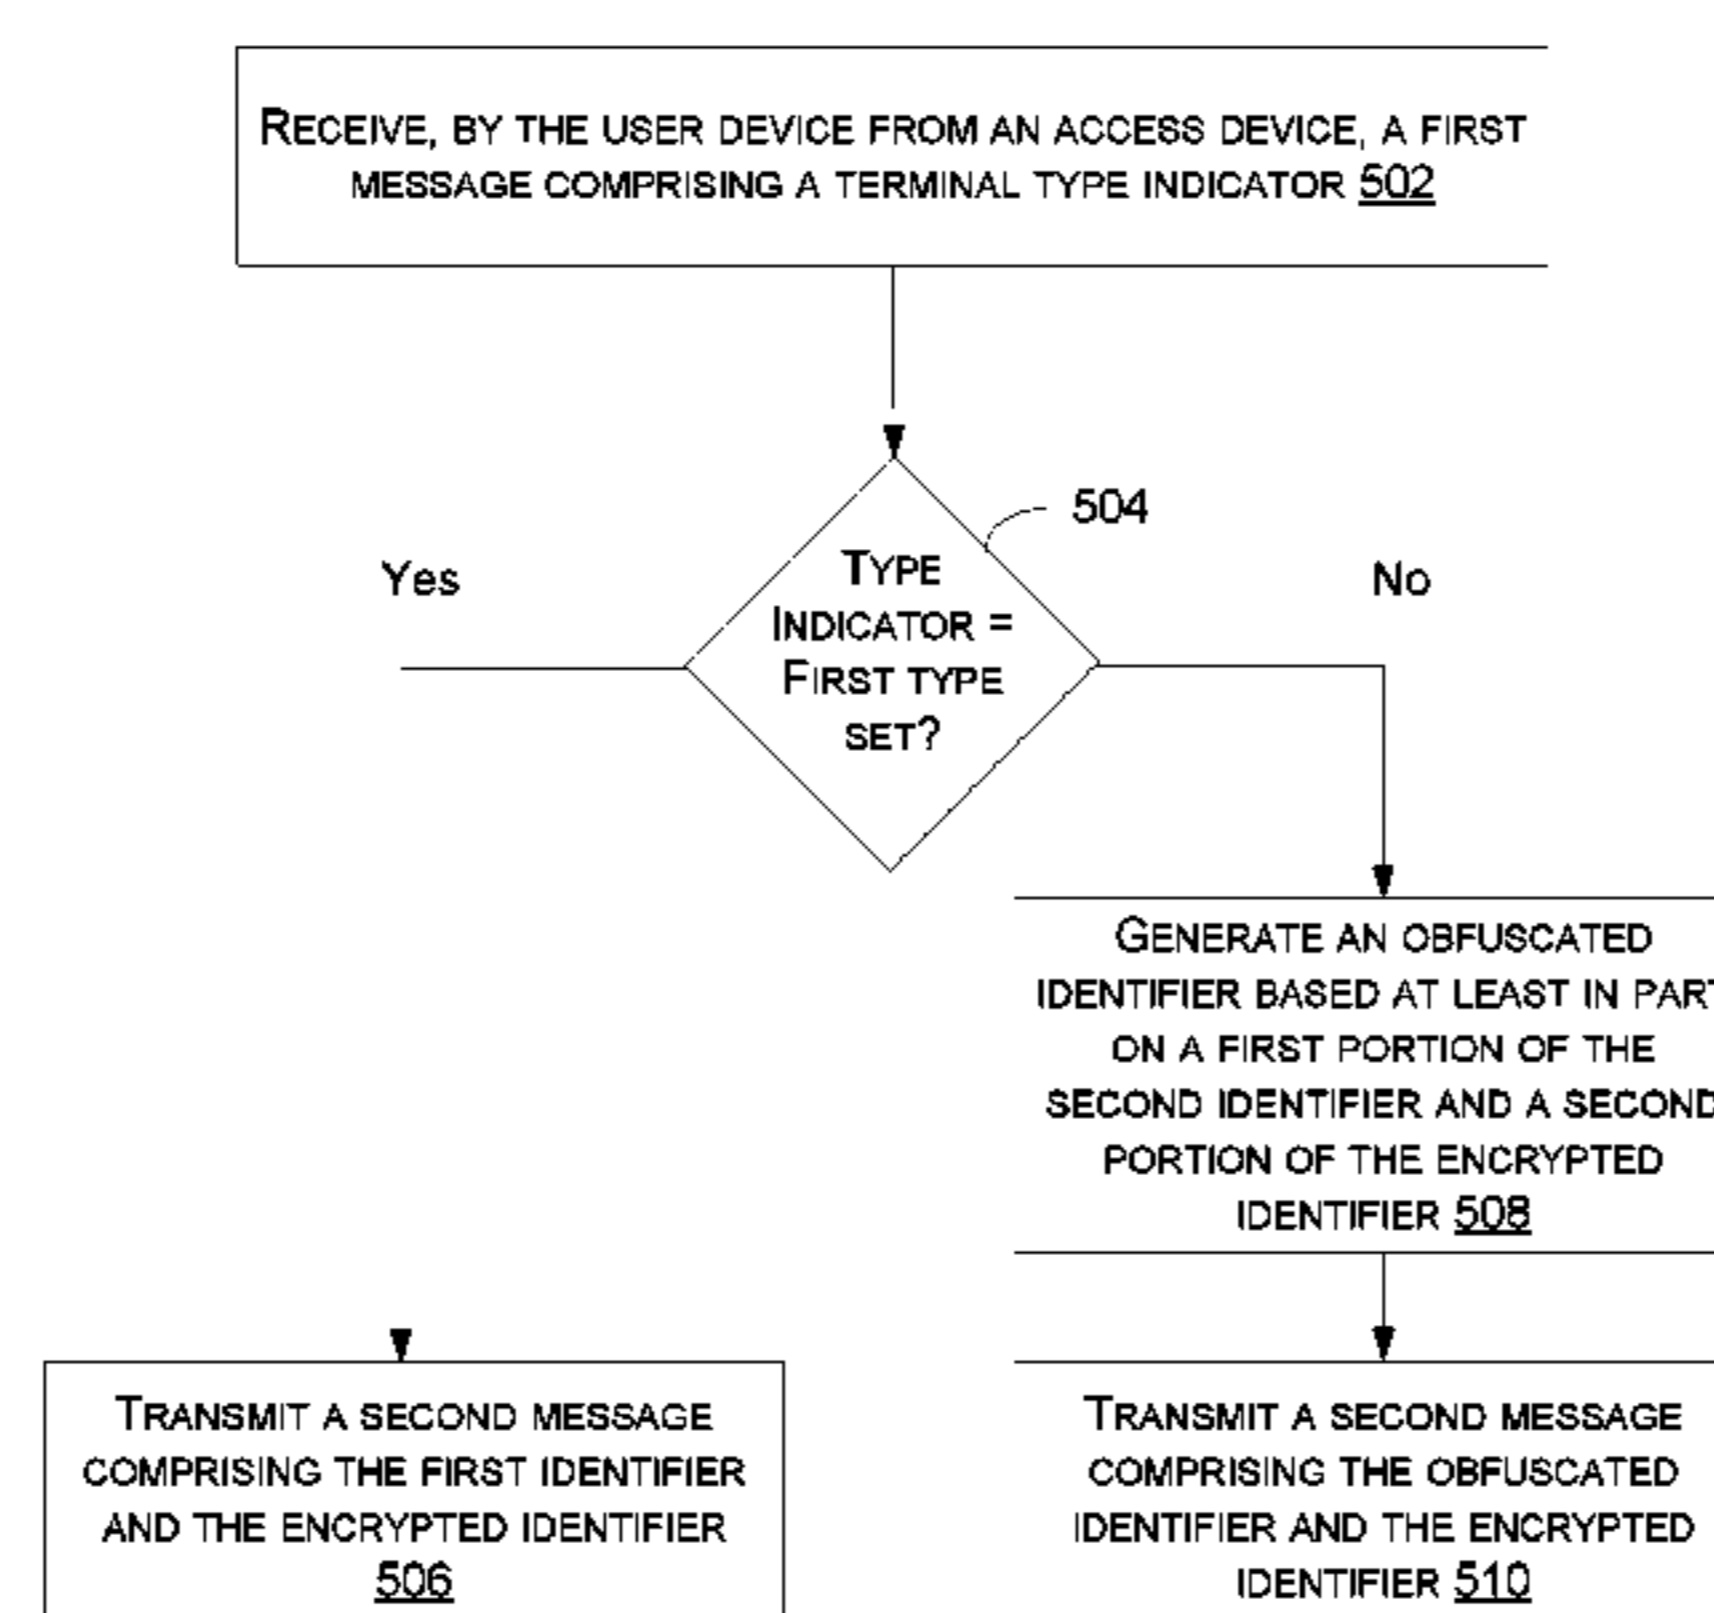 RECEIVE, BY THE USER DEVICE FROM AN ACCESS DEVICE, A FIRST
MESSAGE COMPRISING A TERMINAL TYPE INDICATOR 502
504
Yes
No
TYPE
INDICATOR =
FIRST TYPE
SET?
GENERATE AN OBFUSCATED
IDENTIFIER BASED AT LEAST IN PART
ON A FIRST PORTION OF THE
SECOND IDENTIFIER AND A SECOND
PORTION OF THE ENCRYPTED
IDENTIFIER 508
TRANSMIT A SECOND MESSAGE
COMPRISING THE FIRST IDENTIFIER
AND THE ENCRYPTED IDENTIFIER
506
TRANSMIT A SECOND MESSAGE
COMPRISING THE OBFUSCATED
IDENTIFIER AND THE ENCRYPTED
IDENTIFIER 510